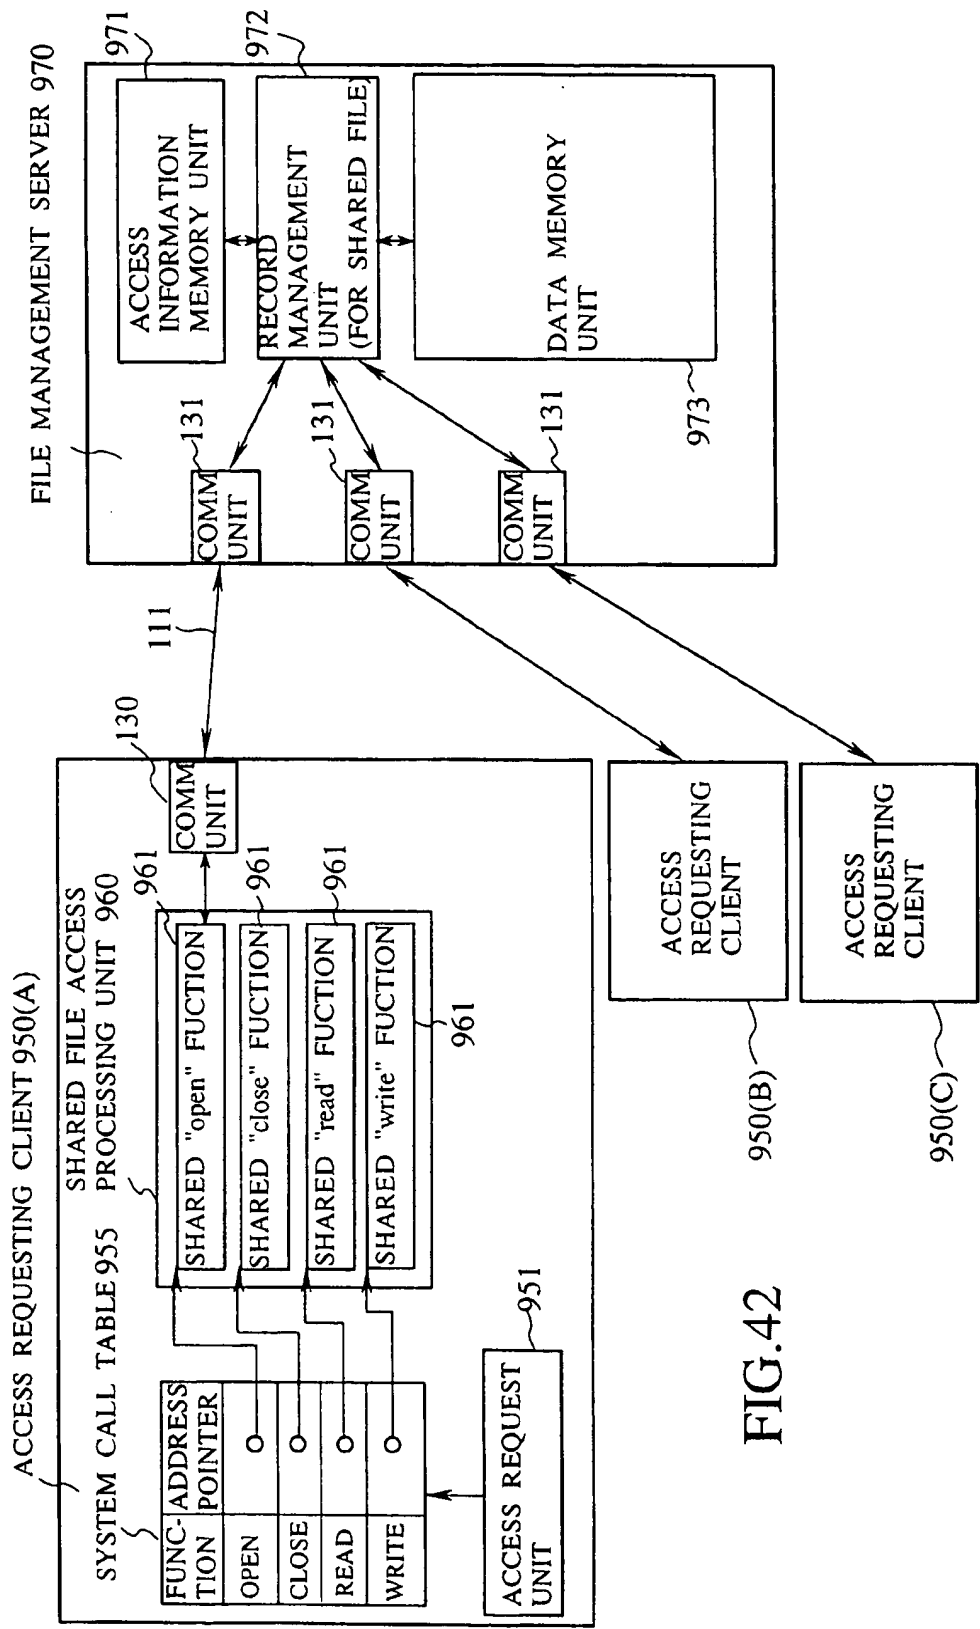 ACCESS REQUESTING CLIENT 950(A)
SYSTEM CALL TABLE 955
FUNC-
TION
ADDRESS
POINTER
OPEN
CLOSE
READ
WRITE
ACCESS REQUEST
UNIT
951
SHARED FILE ACCESS
PROCESSING UNIT 960
SHARED "open" FUCTION
961
SHARED "close" FUCTION
961
SHARED "read" FUCTION
961
SHARED "write" FUCTION
961
COMM
UNIT
130
111
ACCESS
REQUESTING
CLIENT
950(B)
ACCESS
REQUESTING
CLIENT
950(C)
FILE MANAGEMENT SERVER 970
COMM
UNIT
131
COMM
UNIT
131
COMM
UNIT
131
ACCESS
INFORMATION
MEMORY UNIT
971
RECORD
MANAGEMENT
UNIT
(FOR SHARED FILE)
972
DATA MEMORY
UNIT
973
FIG.42